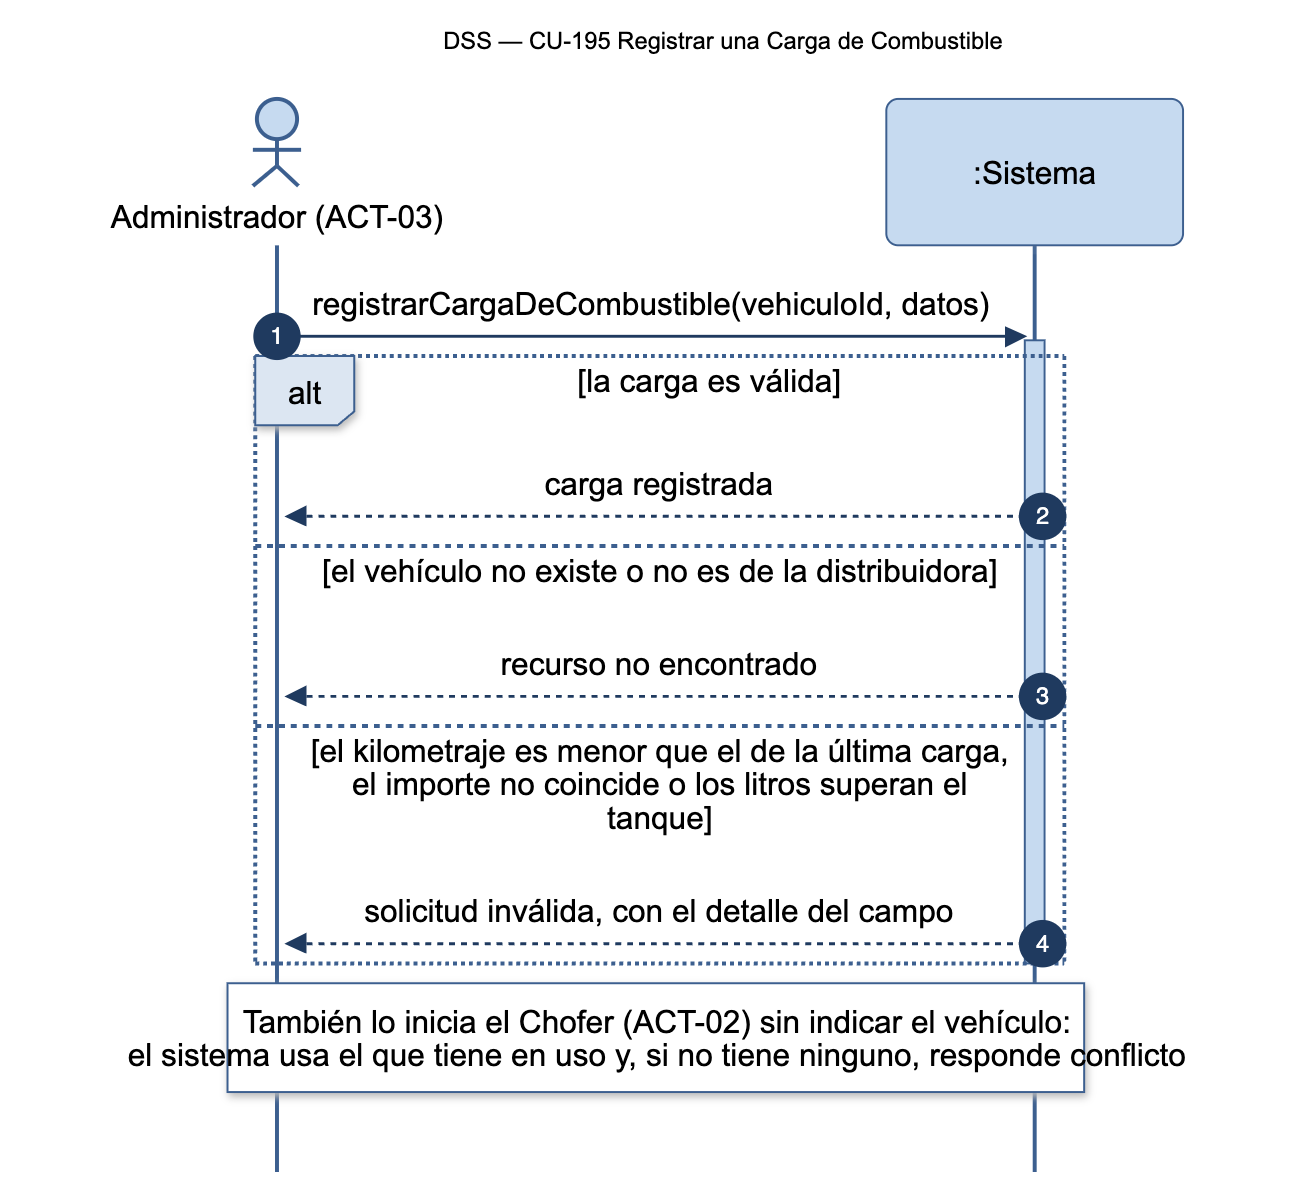 DSS — CU-195 Registrar una Carga de Combustible
Administrador (ACT-03)
:Sistema
registrarCargaDeCombustible(vehiculoId, datos)
1
alt
[la carga es válida]
carga registrada
2
[el vehículo no existe o no es de la distribuidora]
recurso no encontrado
3
[el kilometraje es menor que el de la última carga,
el importe no coincide o los litros superan el
tanque]
solicitud inválida, con el detalle del campo
4
También lo inicia el Chofer (ACT-02) sin indicar el vehículo:
el sistema usa el que tiene en uso y, si no tiene ninguno, responde conflicto